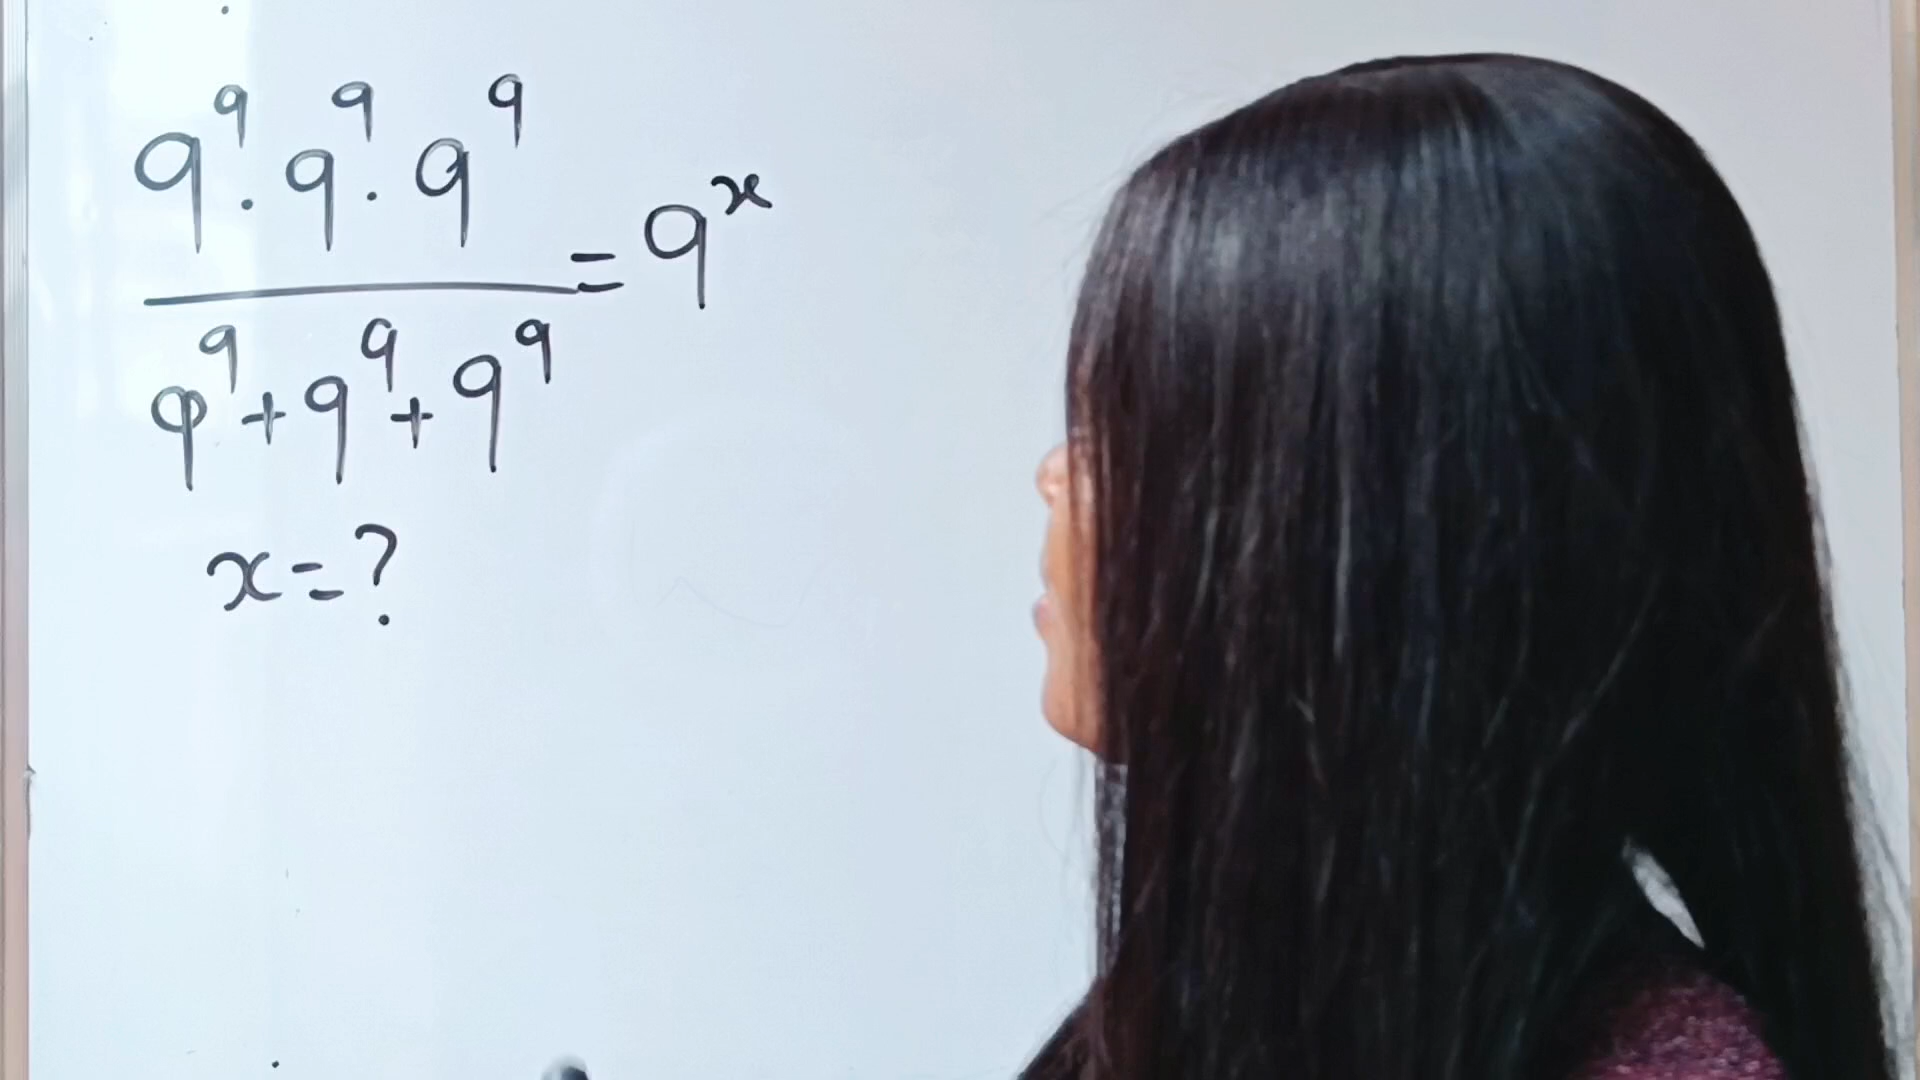 9⁹ · 9⁹ · 9⁹
———————— = 9ˣ
9⁹ + 9⁹ + 9⁹
x = ?